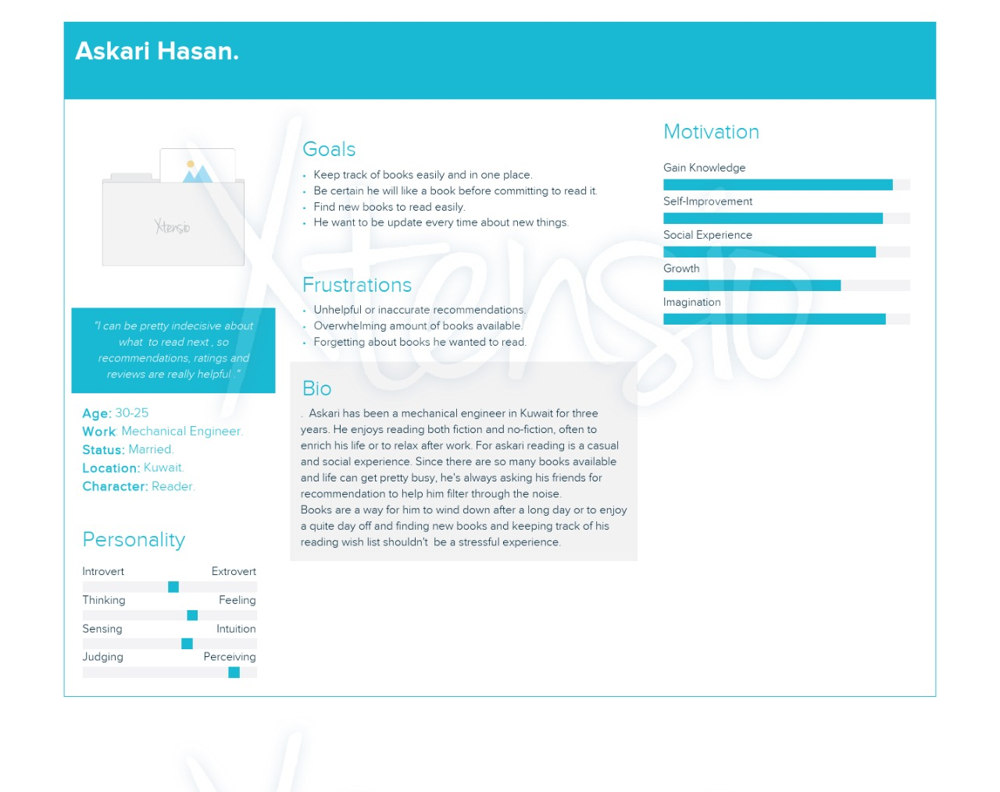 Askari Hasan.
Xtensio
"I can be pretty indecisive about
what to read next , so
recommendations, ratings and
reviews are really helpful ."
Age: 30-25
Work: Mechanical Engineer.
Status: Married.
Location: Kuwait.
Character: Reader.
Personality
Introvert Extrovert
Thinking Feeling
Sensing Intuition
Judging Perceiving
Goals
• Keep track of books easily and in one place.
• Be certain he will like a book before committing to read it.
• Find new books to read easily.
• He want to be update every time about new things.
Frustrations
• Unhelpful or inaccurate recommendations.
• Overwhelming amount of books available.
• Forgetting about books he wanted to read.
Bio
. Askari has been a mechanical engineer in Kuwait for three
years. He enjoys reading both fiction and no-fiction, often to
enrich his life or to relax after work. For askari reading is a casual
and social experience. Since there are so many books available
and life can get pretty busy, he's always asking his friends for
recommendation to help him filter through the noise.
Books are a way for him to wind down after a long day or to enjoy
a quite day off and finding new books and keeping track of his
reading wish list shouldn't be a stressful experience.
Motivation
Gain Knowledge
Self-Improvement
Social Experience
Growth
Imagination
Xtensio